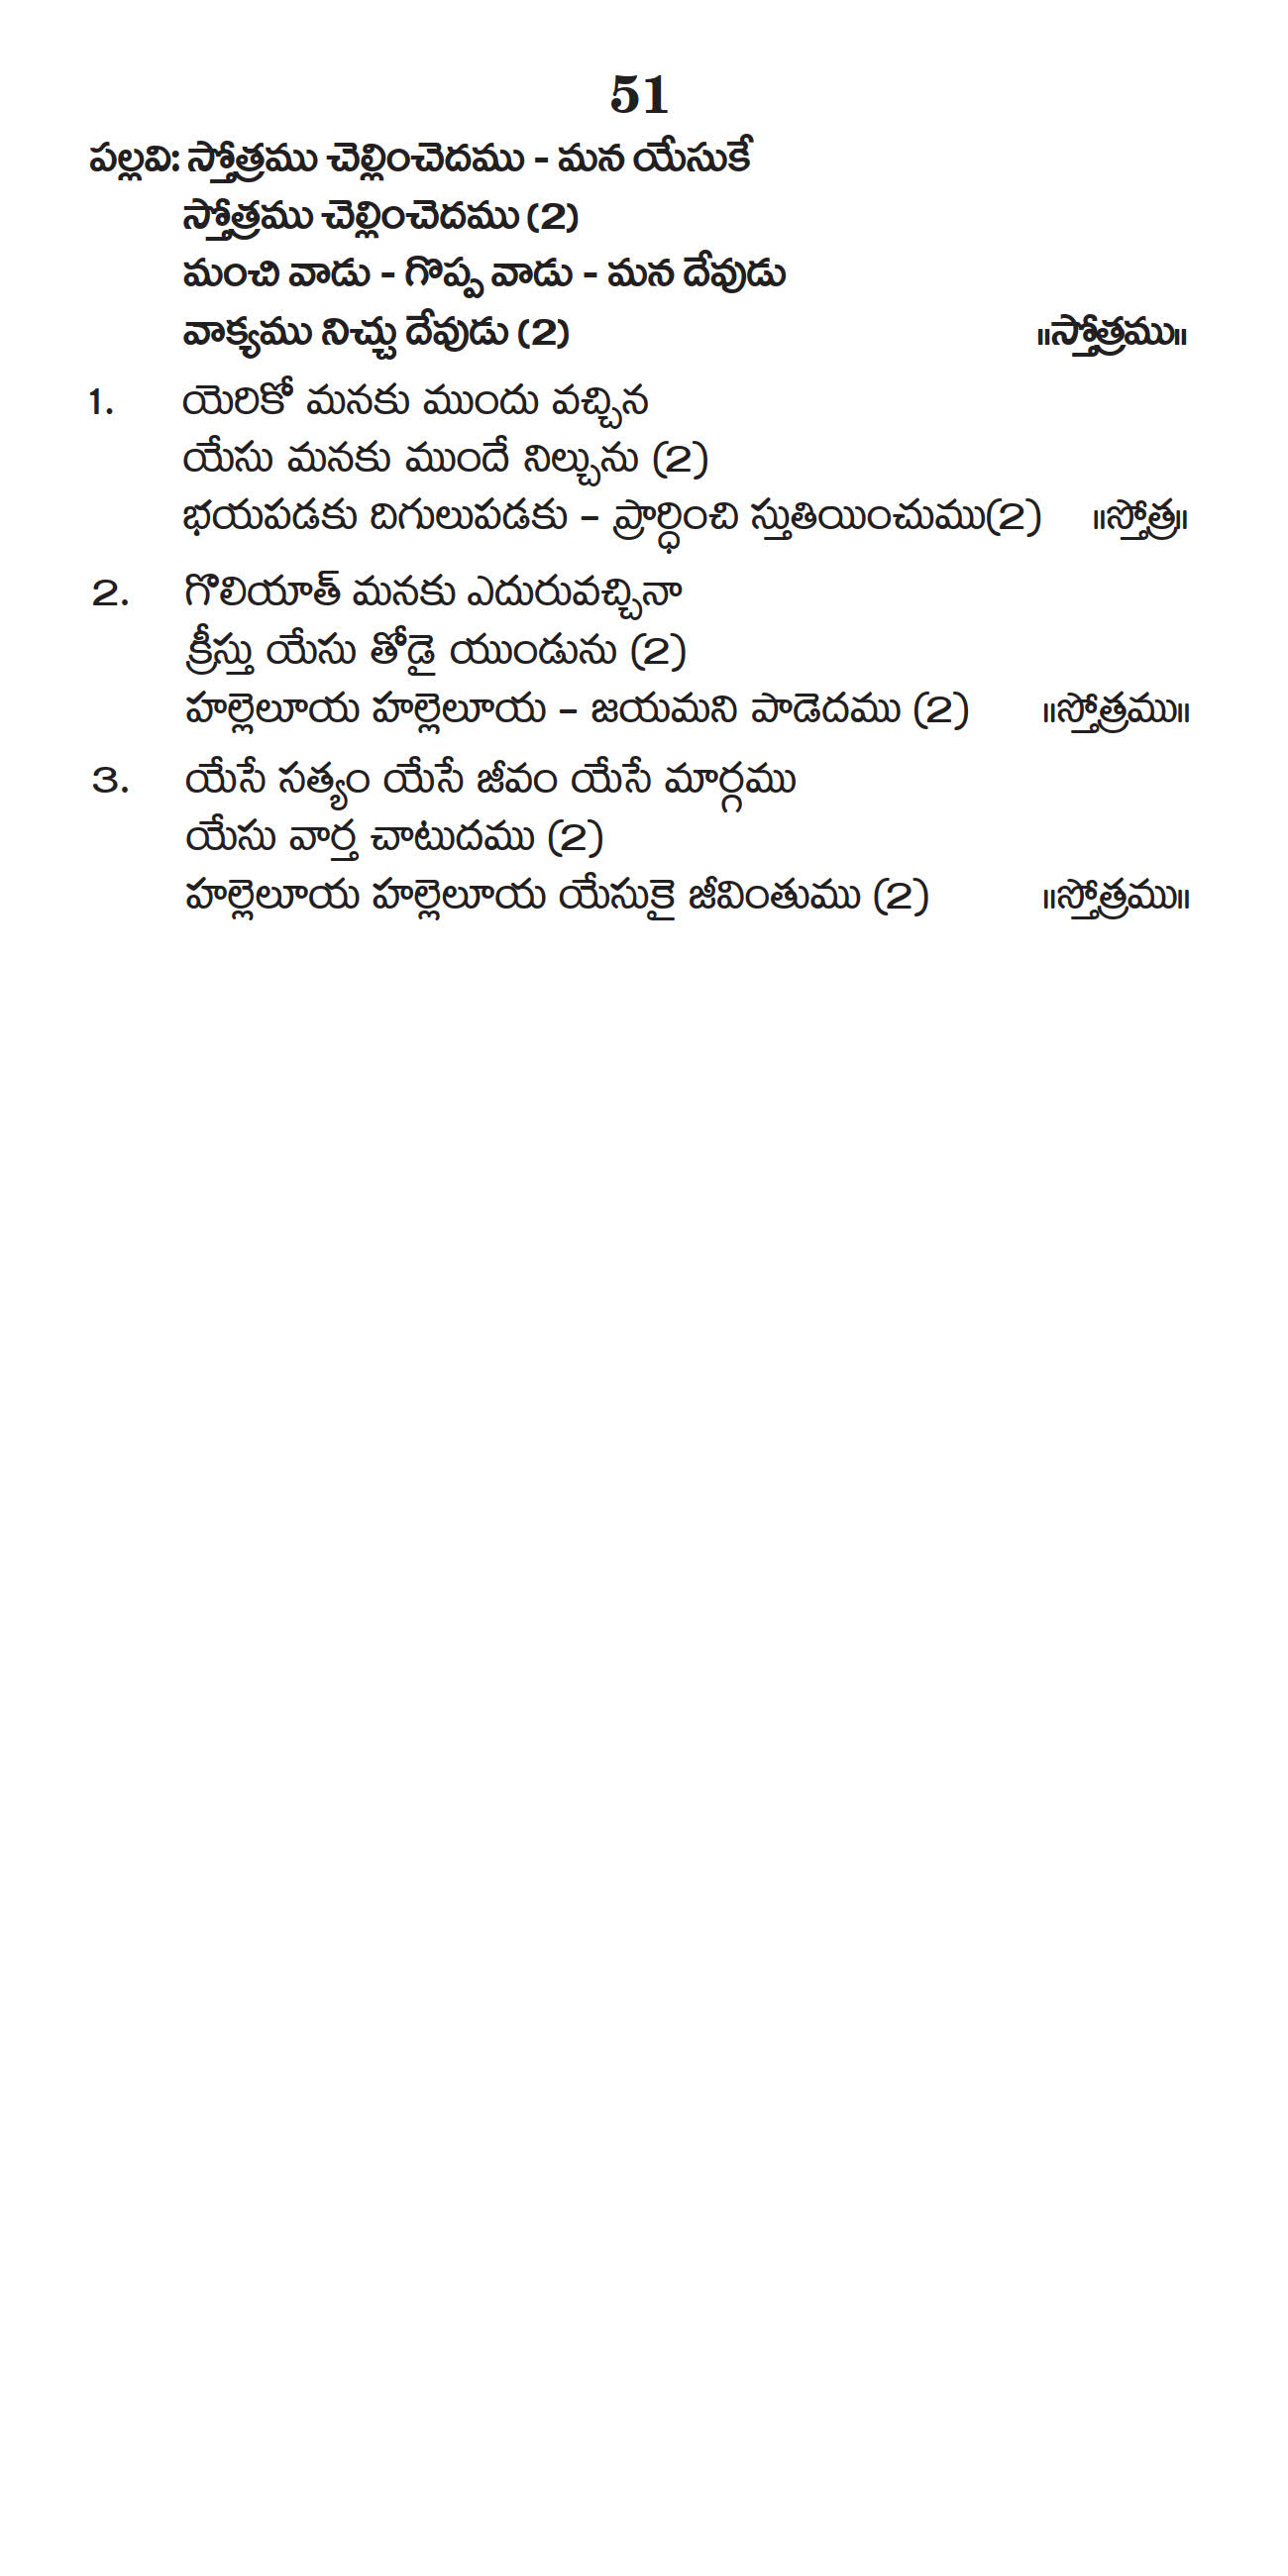 51
పల్లవి: స్తోత్రము చెల్లించెదము - మన యేసుకే
స్తోత్రము చెల్లించెదము (2)
మంచి వాడు - గొప్ప వాడు - మన దేవుడు
వాక్యము నిచ్చు దేవుడు (2) ॥స్తోత్రము॥
1. యెరికో మనకు ముందు వచ్చిన
యేసు మనకు ముందే నిల్చును (2)
భయపడకు దిగులుపడకు – ప్రార్ధించి స్తుతియించుము(2) ॥స్తోత్ర॥
2. గొలియాత్ మనకు ఎదురువచ్చినా
క్రీస్తు యేసు తోడై యుండును (2)
హల్లెలూయ హల్లెలూయ – జయమని పాడెదము (2) ॥స్తోత్రము॥
3. యేసే సత్యం యేసే జీవం యేసే మార్గము
యేసు వార్త చాటుదము (2)
హల్లెలూయ హల్లెలూయ యేసుకై జీవింతుము (2) ॥స్తోత్రము॥